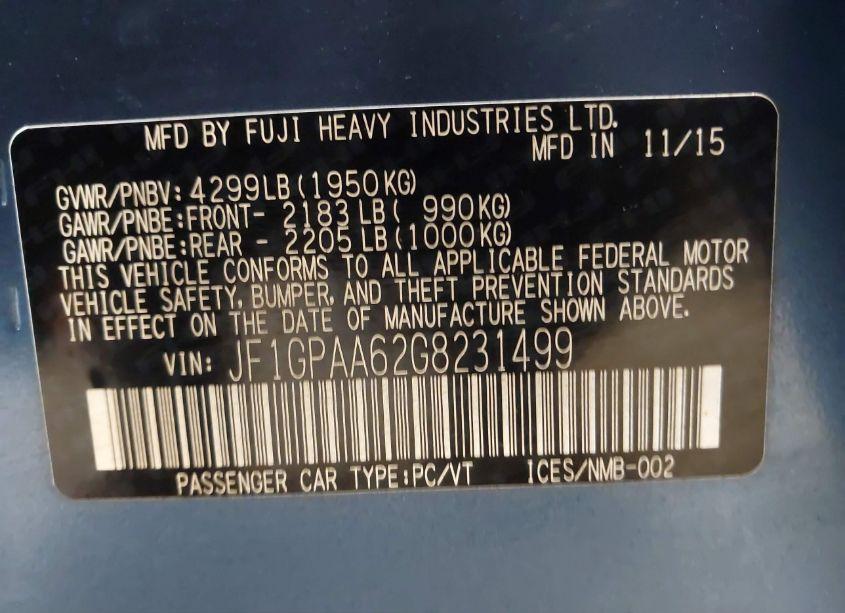 MFD BY FUJI HEAVY INDUSTRIES LTD.
MFD IN 11/15
GVWR/PNBV: 4299LB(1950KG)
GAWR/PNBE:FRONT- 2183 LB( 990KG)
GAWR/PNBE:REAR - 2205 LB(1000KG)
THIS VEHICLE CONFORMS TO ALL APPLICABLE FEDERAL MOTOR
VEHICLE SAFETY, BUMPER, AND THEFT PREVENTION STANDARDS
IN EFFECT ON THE DATE OF MANUFACTURE SHOWN ABOVE.
VIN: JF1GPAA62G8231499
PASSENGER CAR TYPE:PC/VT ICES/NMB-002